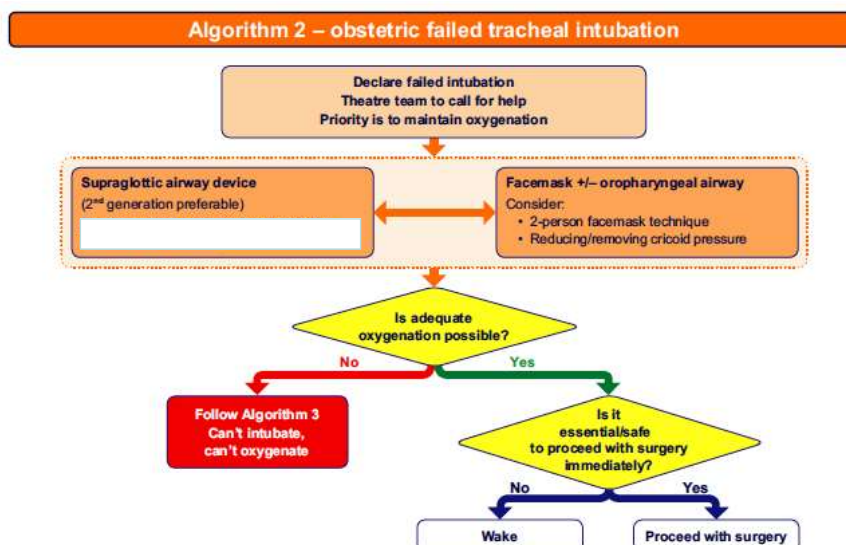 Algorithm 2 – obstetric failed tracheal intubation
Declare failed intubation
Theatre team to call for help
Priority is to maintain oxygenation
Supraglottic airway device
(2nd generation preferable)
Facemask +/– oropharyngeal airway
Consider:
• 2-person facemask technique
• Reducing/removing cricoid pressure
Is adequate
oxygenation possible?
No
Yes
Follow Algorithm 3
Can't intubate,
can't oxygenate
Is it
essential/safe
to proceed with surgery
immediately?
No
Yes
Wake
Proceed with surgery